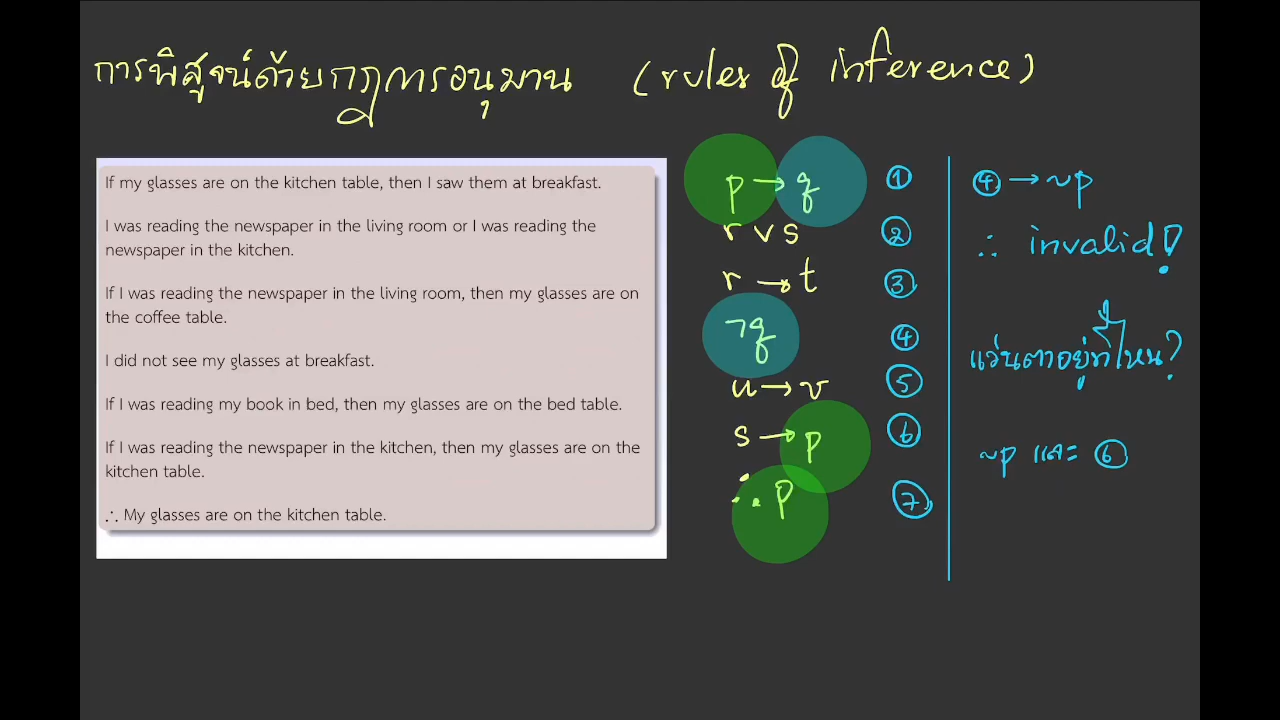 การพิสูจน์ด้วยกฎการอนุมาน (rules of inference)
If my glasses are on the kitchen table, then I saw them at breakfast.
I was reading the newspaper in the living room or I was reading the
newspaper in the kitchen.
If I was reading the newspaper in the living room, then my glasses are on
the coffee table.
I did not see my glasses at breakfast.
If I was reading my book in bed, then my glasses are on the bed table.
If I was reading the newspaper in the kitchen, then my glasses are on the
kitchen table.
∴ My glasses are on the kitchen table.
p → q ①
r ∨ s ②
r → t ③
¬q ④
u → v ⑤
s → p ⑥
∴ p ⑦
④ → ~p
∴ invalid!
แว่นตาอยู่ที่ไหน?
~p และ ⑥